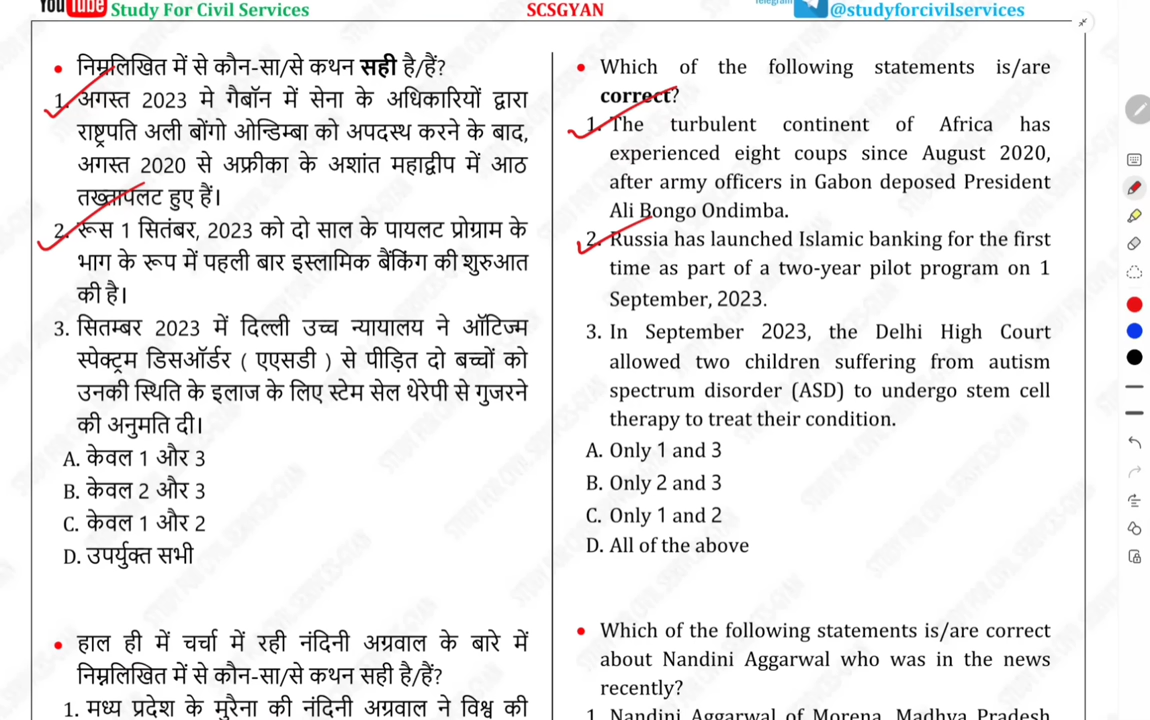 You Tube Study For Civil Services
SCSGYAN
Telegram @studyforcivilservices
• निम्नलिखित में से कौन-सा/से कथन सही है/हैं?
1. अगस्त 2023 मे गैबॉन में सेना के अधिकारियों द्वारा
राष्ट्रपति अली बोंगो ओन्डिम्बा को अपदस्थ करने के बाद,
अगस्त 2020 से अफ्रीका के अशांत महाद्वीप में आठ
तख्तापलट हुए हैं।
2. रूस 1 सितंबर, 2023 को दो साल के पायलट प्रोग्राम के
भाग के रूप में पहली बार इस्लामिक बैंकिंग की शुरुआत
की है।
3. सितम्बर 2023 में दिल्ली उच्च न्यायालय ने ऑटिज्म
स्पेक्ट्रम डिसऑर्डर ( एएसडी ) से पीड़ित दो बच्चों को
उनकी स्थिति के इलाज के लिए स्टेम सेल थेरेपी से गुजरने
की अनुमति दी।
A. केवल 1 और 3
B. केवल 2 और 3
C. केवल 1 और 2
D. उपर्युक्त सभी
• हाल ही में चर्चा में रही नंदिनी अग्रवाल के बारे में
निम्नलिखित में से कौन-सा/से कथन सही है/हैं?
1. मध्य प्रदेश के मुरैना की नंदिनी अग्रवाल ने विश्व की
• Which of the following statements is/are
correct?
1. The turbulent continent of Africa has
experienced eight coups since August 2020,
after army officers in Gabon deposed President
Ali Bongo Ondimba.
2. Russia has launched Islamic banking for the first
time as part of a two-year pilot program on 1
September, 2023.
3. In September 2023, the Delhi High Court
allowed two children suffering from autism
spectrum disorder (ASD) to undergo stem cell
therapy to treat their condition.
A. Only 1 and 3
B. Only 2 and 3
C. Only 1 and 2
D. All of the above
• Which of the following statements is/are correct
about Nandini Aggarwal who was in the news
recently?
1. Nandini Aggarwal of Morena, Madhya Pradesh